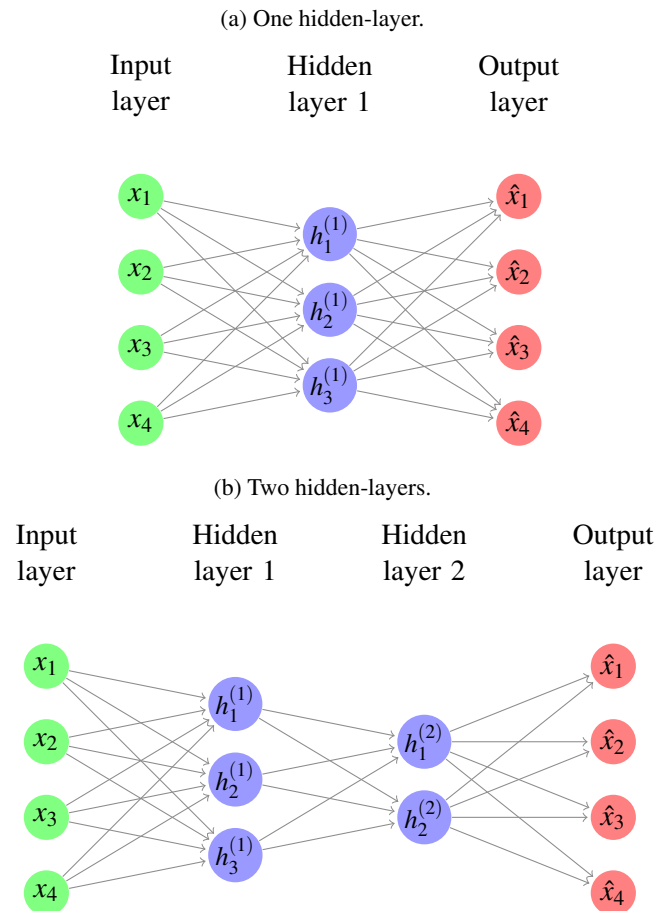 (a) One hidden-layer.
Input layer
Hidden layer 1
Output layer
x₁
x₂
x₃
x₄
h₁⁽¹⁾
h₂⁽¹⁾
h₃⁽¹⁾
x̂₁
x̂₂
x̂₃
x̂₄
(b) Two hidden-layers.
Input layer
Hidden layer 1
Hidden layer 2
Output layer
x₁
x₂
x₃
x₄
h₁⁽¹⁾
h₂⁽¹⁾
h₃⁽¹⁾
h₁⁽²⁾
h₂⁽²⁾
x̂₁
x̂₂
x̂₃
x̂₄